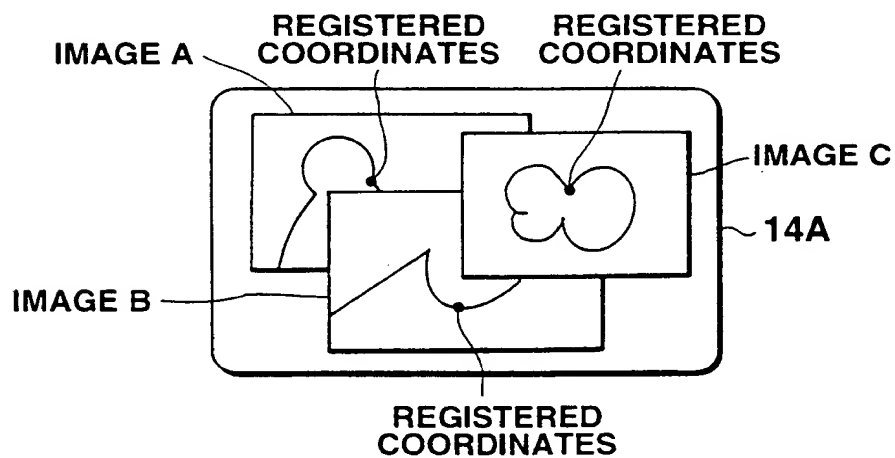 REGISTERED
COORDINATES
REGISTERED
COORDINATES
IMAGE A
IMAGE C
14A
IMAGE B
REGISTERED
COORDINATES